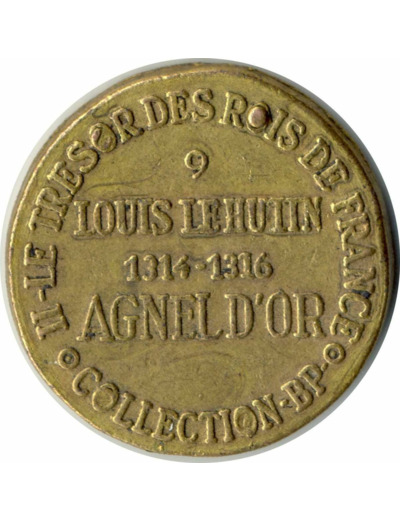 II-LE TRESOR DES ROIS DE FRANCE
9
LOUIS LE HUTIN
1314-1316
AGNEL D'OR
COLLECTION-BP-